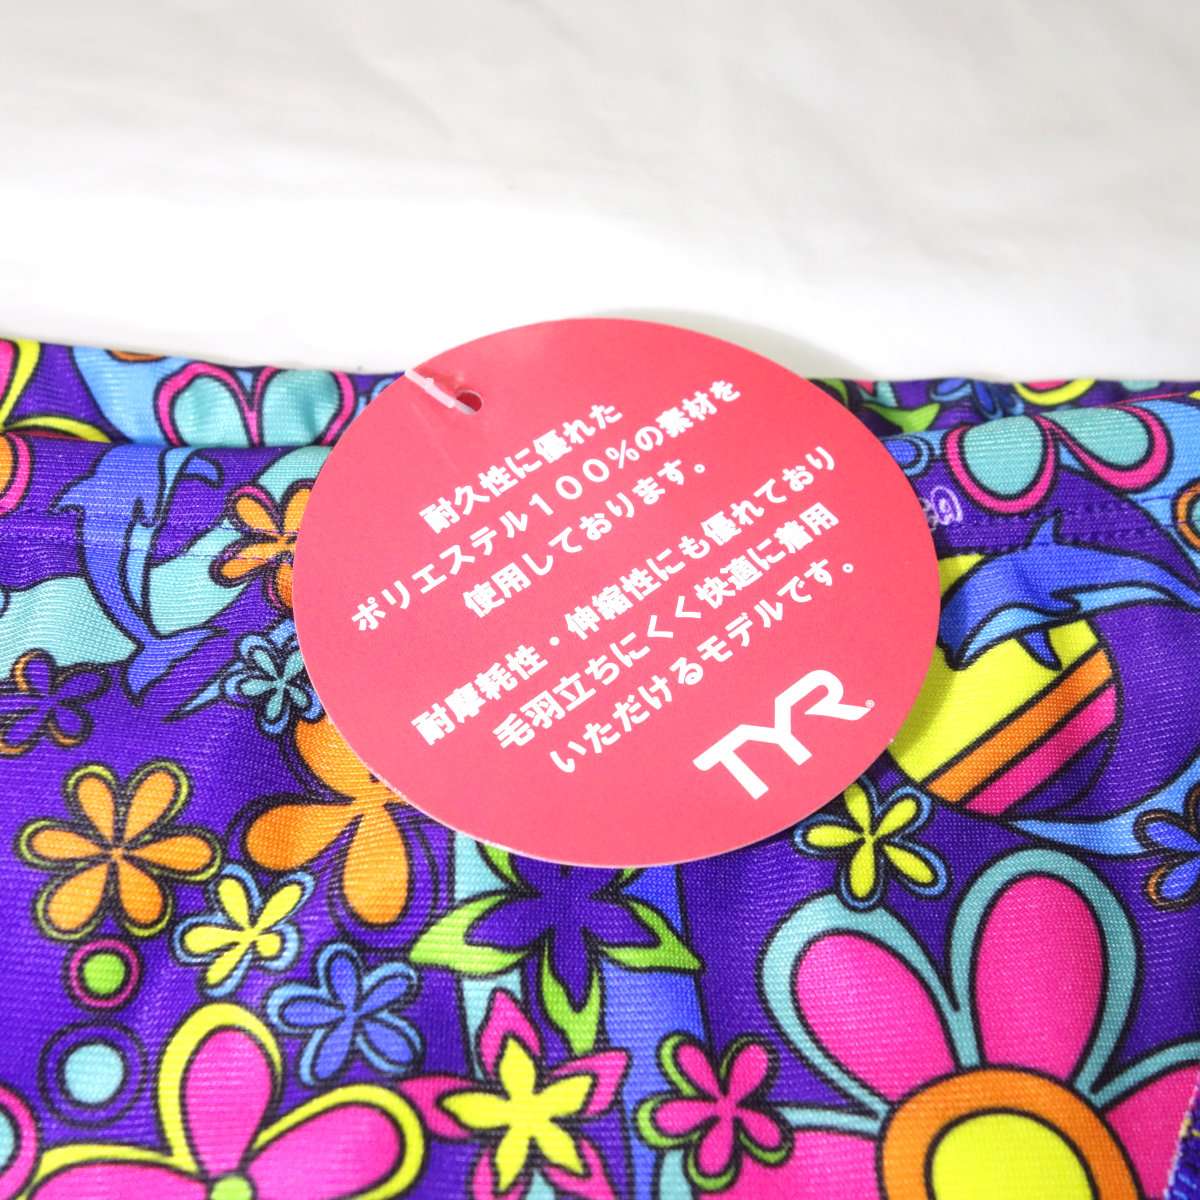 耐久性に優れた
ポリエステル100%の素材を
使用しております。
耐摩耗性・伸縮性にも優れており
毛羽立ちにくく快適に着用
いただけるモデルです。
TYR®